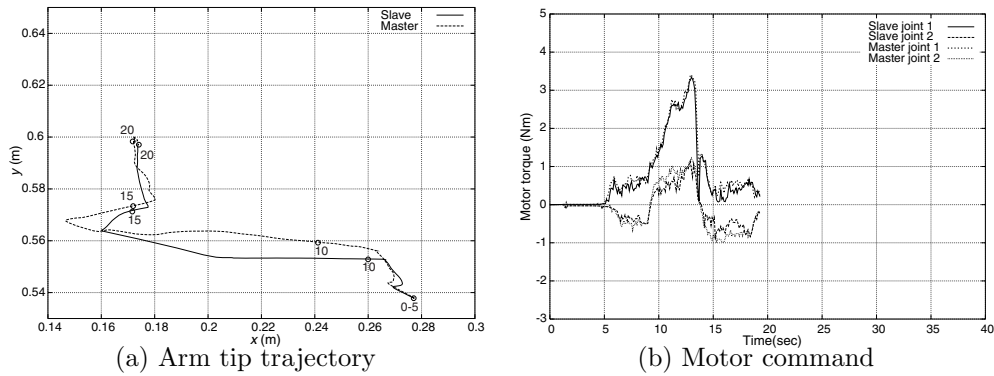 Slave
Master
0.64
0.62
0.6
0.58
0.56
0.54
y (m)
20
20
15
15
10
10
0-5
0.14 0.16 0.18 0.2 0.22 0.24 0.26 0.28 0.3
x (m)
(a) Arm tip trajectory
Slave joint 1
Slave joint 2
Master joint 1
Master joint 2
5
4
3
2
1
0
-1
-2
-3
Motor torque (Nm)
0 5 10 15 20 25 30 35 40
Time(sec)
(b) Motor command